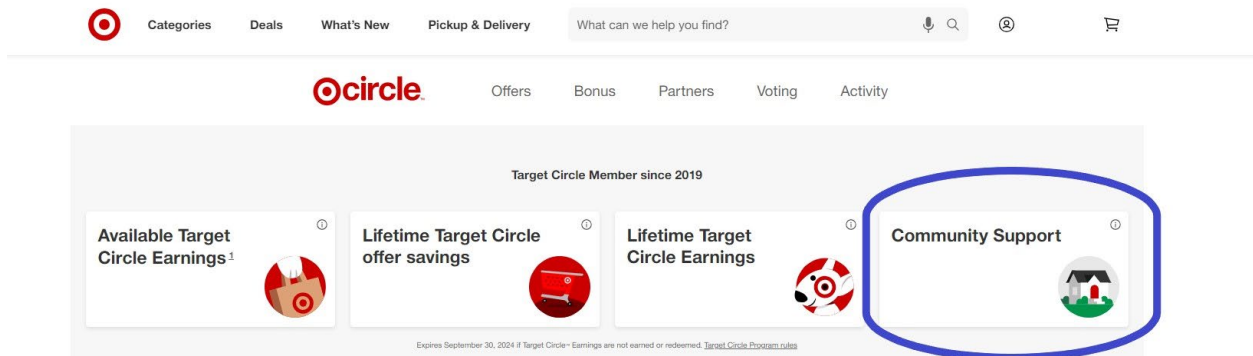 Categories Deals What's New Pickup & Delivery What can we help you find?
circle™ Offers Bonus Partners Voting Activity
Target Circle Member since 2019
Available Target
Circle Earnings¹
Lifetime Target Circle
offer savings
Lifetime Target
Circle Earnings
Community Support
Expires September 30, 2024 if Target Circle™ Earnings are not earned or redeemed. Target Circle Program rules